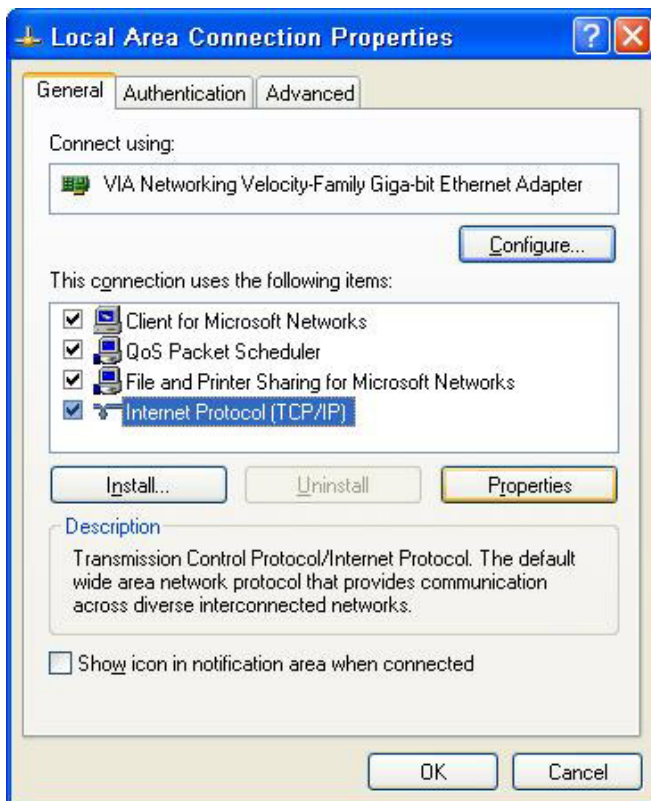 Local Area Connection Properties
General Authentication Advanced
Connect using:
VIA Networking Velocity-Family Giga-bit Ethernet Adapter
Configure...
This connection uses the following items:
Client for Microsoft Networks
QoS Packet Scheduler
File and Printer Sharing for Microsoft Networks
Internet Protocol (TCP/IP)
Install... Uninstall Properties
Description
Transmission Control Protocol/Internet Protocol. The default
wide area network protocol that provides communication
across diverse interconnected networks.
Show icon in notification area when connected
OK Cancel